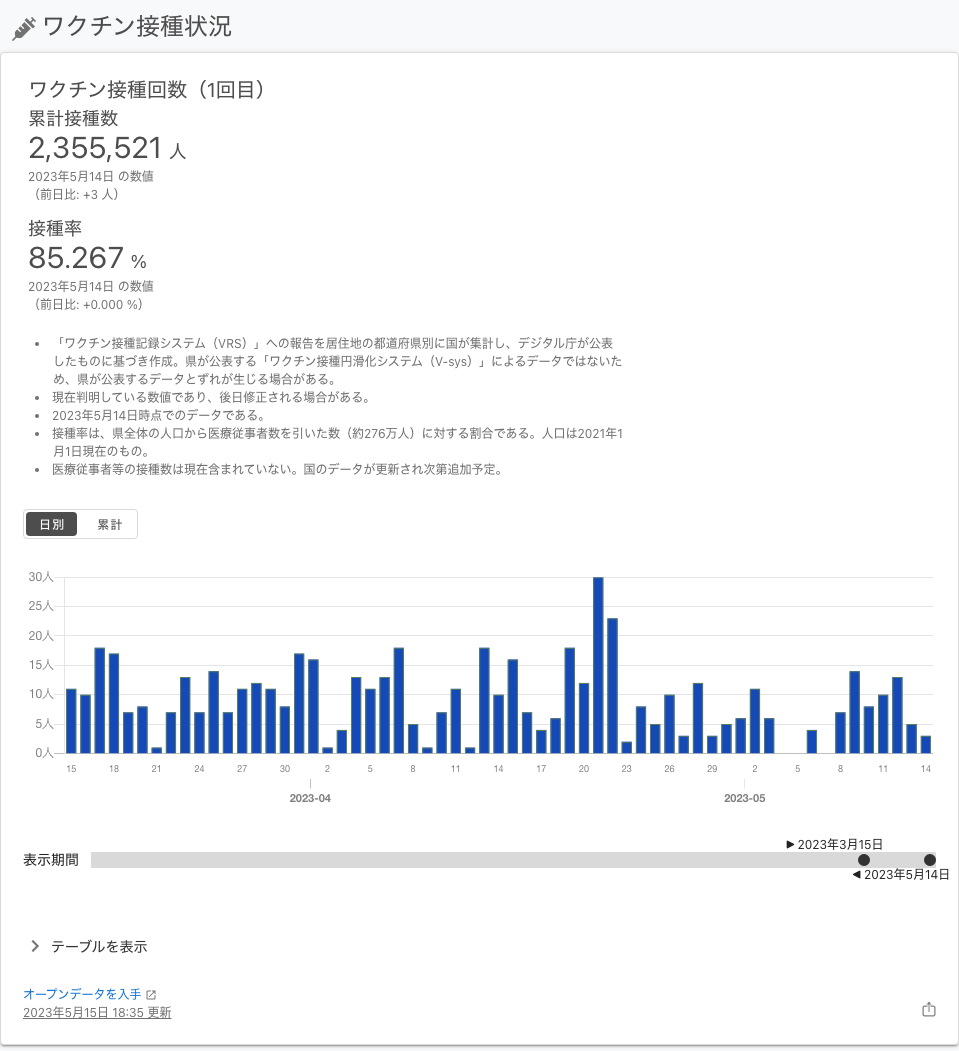 ワクチン接種状況
ワクチン接種回数（1回目）
累計接種数
2,355,521 人
2023年5月14日 の数値
（前日比: +3 人）
接種率
85.267 %
2023年5月14日 の数値
（前日比: +0.000 %）
• 「ワクチン接種記録システム（VRS）」への報告を居住地の都道府県別に国が集計し、デジタル庁が公表
したものに基づき作成。県が公表する「ワクチン接種円滑化システム（V-sys）」によるデータではないた
め、県が公表するデータとずれが生じる場合がある。
• 現在判明している数値であり、後日修正される場合がある。
• 2023年5月14日時点でのデータである。
• 接種率は、県全体の人口から医療従事者数を引いた数（約276万人）に対する割合である。人口は2021年1
月1日現在のもの。
• 医療従事者等の接種数は現在含まれていない。国のデータが更新され次第追加予定。
日別 累計
30人
25人
20人
15人
10人
5人
0人
15 18 21 24 27 30 2 5 8 11 14 17 20 23 26 29 2 5 8 11 14
2023-04 2023-05
▶ 2023年3月15日
表示期間
◀ 2023年5月14日
テーブルを表示
オープンデータを入手
2023年5月15日 18:35 更新